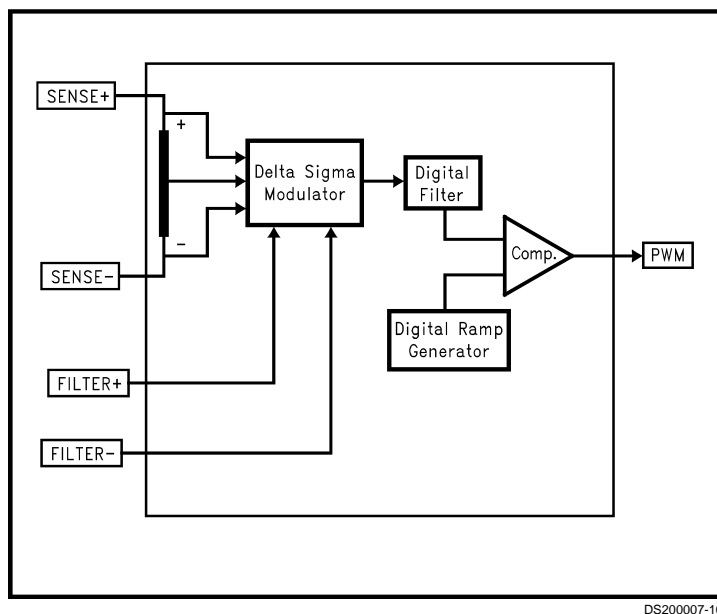 SENSE+
+
Delta Sigma
Modulator
Digital
Filter
–
SENSE–
Comp.
PWM
Digital Ramp
Generator
FILTER+
FILTER–